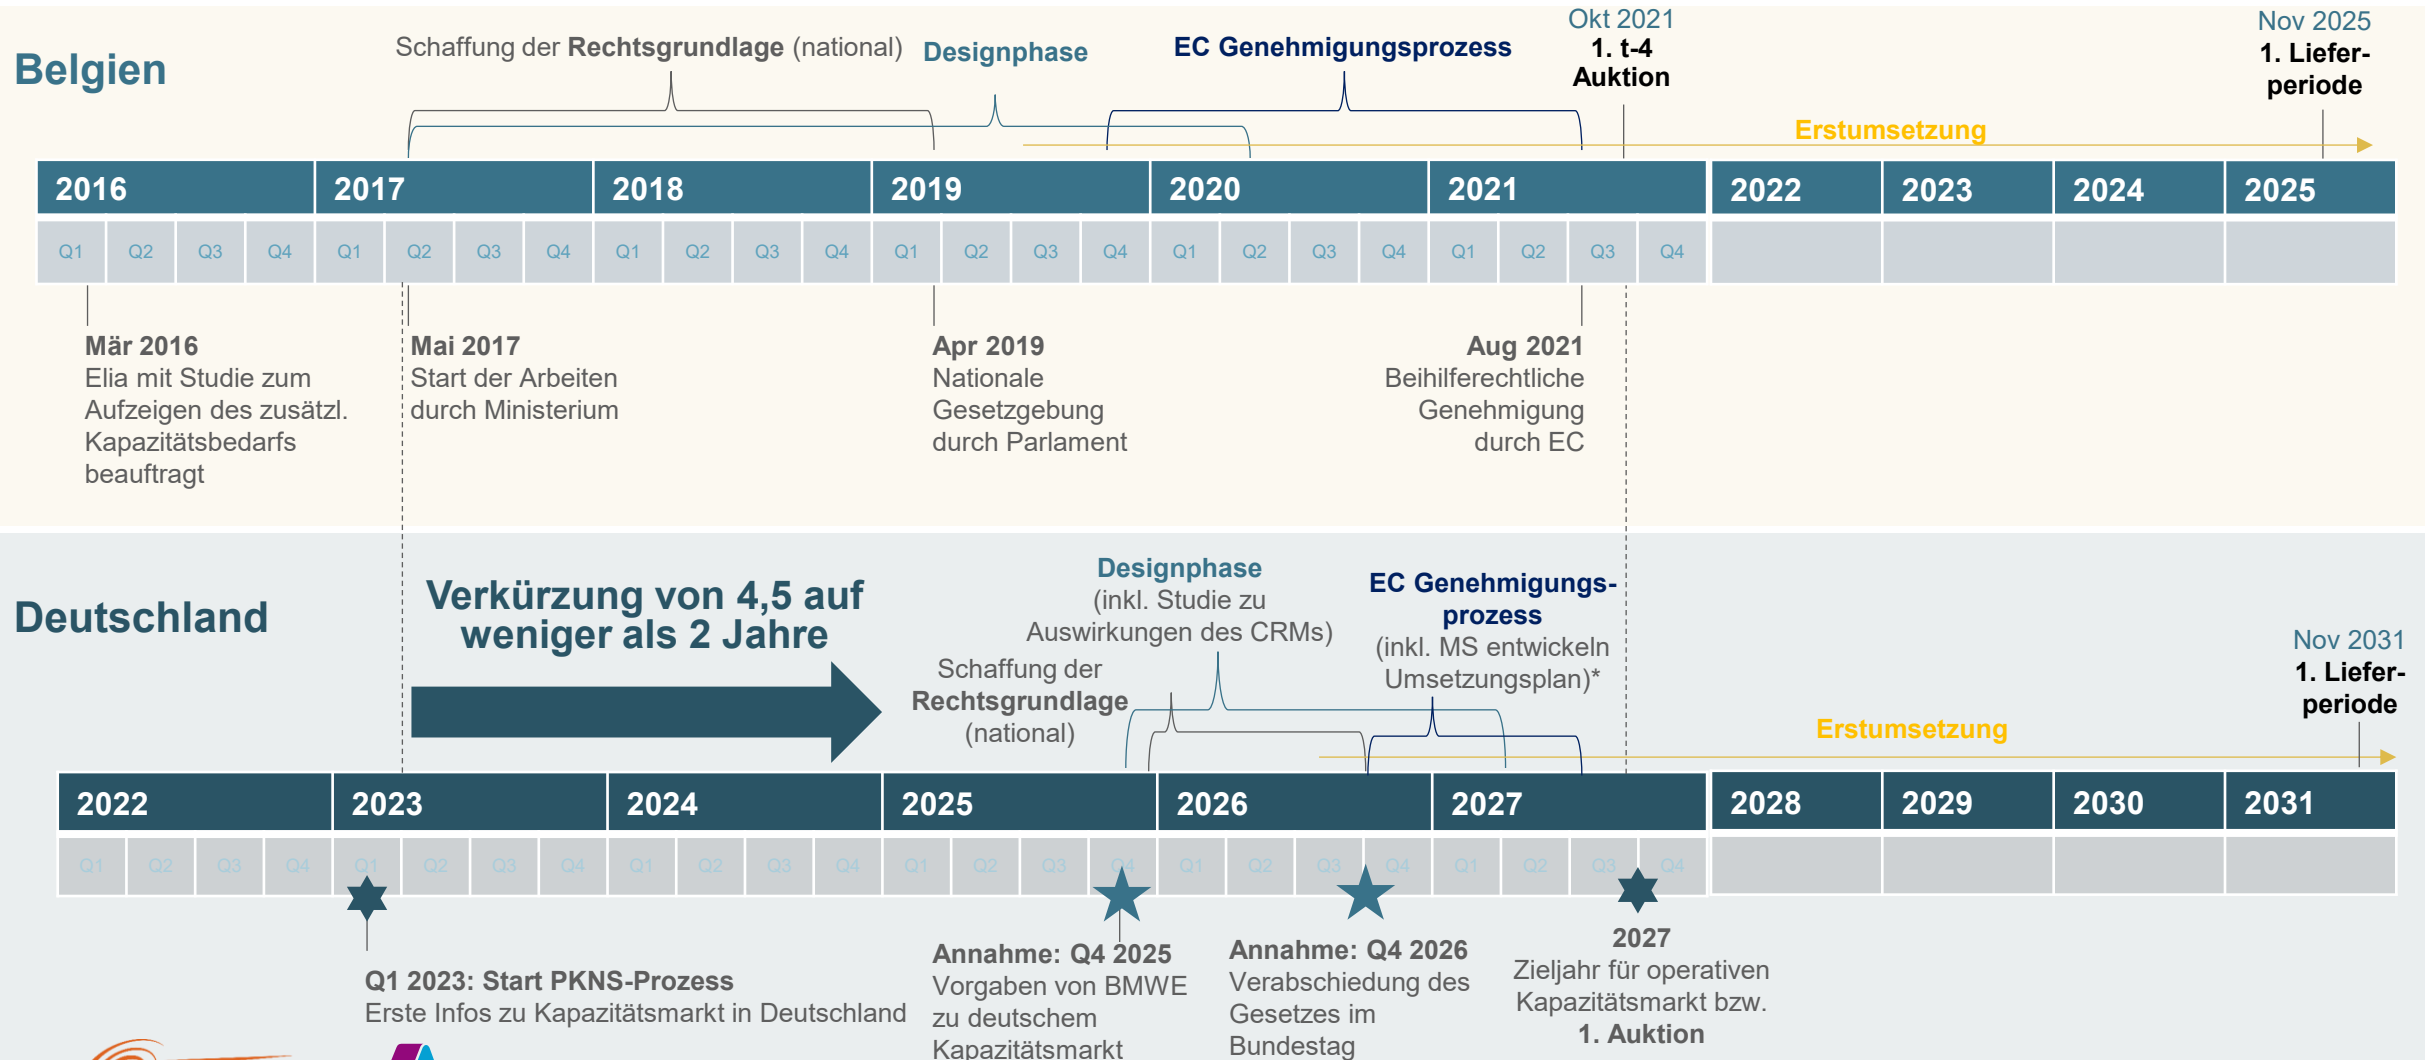 Belgien
Schaffung der Rechtsgrundlage (national)
Designphase
EC Genehmigungsprozess
Okt 2021
1. t-4
Auktion
Nov 2025
1. Liefer-
periode
Erstumsetzung
2016 2017 2018 2019 2020 2021 2022 2023 2024 2025
Q1 Q2 Q3 Q4 Q1 Q2 Q3 Q4 Q1 Q2 Q3 Q4 Q1 Q2 Q3 Q4 Q1 Q2 Q3 Q4 Q1 Q2 Q3 Q4
Mär 2016
Elia mit Studie zum
Aufzeigen des zusätzl.
Kapazitätsbedarfs
beauftragt
Mai 2017
Start der Arbeiten
durch Ministerium
Apr 2019
Nationale
Gesetzgebung
durch Parlament
Aug 2021
Beihilferechtliche
Genehmigung
durch EC
Deutschland
Verkürzung von 4,5 auf
weniger als 2 Jahre
Schaffung der
Rechtsgrundlage
(national)
Designphase
(inkl. Studie zu
Auswirkungen des CRMs)
EC Genehmigungs-
prozess
(inkl. MS entwickeln
Umsetzungsplan)*
Nov 2031
1. Liefer-
periode
Erstumsetzung
2022 2023 2024 2025 2026 2027 2028 2029 2030 2031
Q1 Q2 Q3 Q4 Q1 Q2 Q3 Q4 Q1 Q2 Q3 Q4 Q1 Q2 Q3 Q4 Q1 Q2 Q3 Q4 Q1 Q2 Q3 Q4
Q1 2023: Start PKNS-Prozess
Erste Infos zu Kapazitätsmarkt in Deutschland
Annahme: Q4 2025
Vorgaben von BMWE
zu deutschem
Kapazitätsmarkt
Annahme: Q4 2026
Verabschiedung des
Gesetzes im
Bundestag
2027
Zieljahr für operativen
Kapazitätsmarkt bzw.
1. Auktion